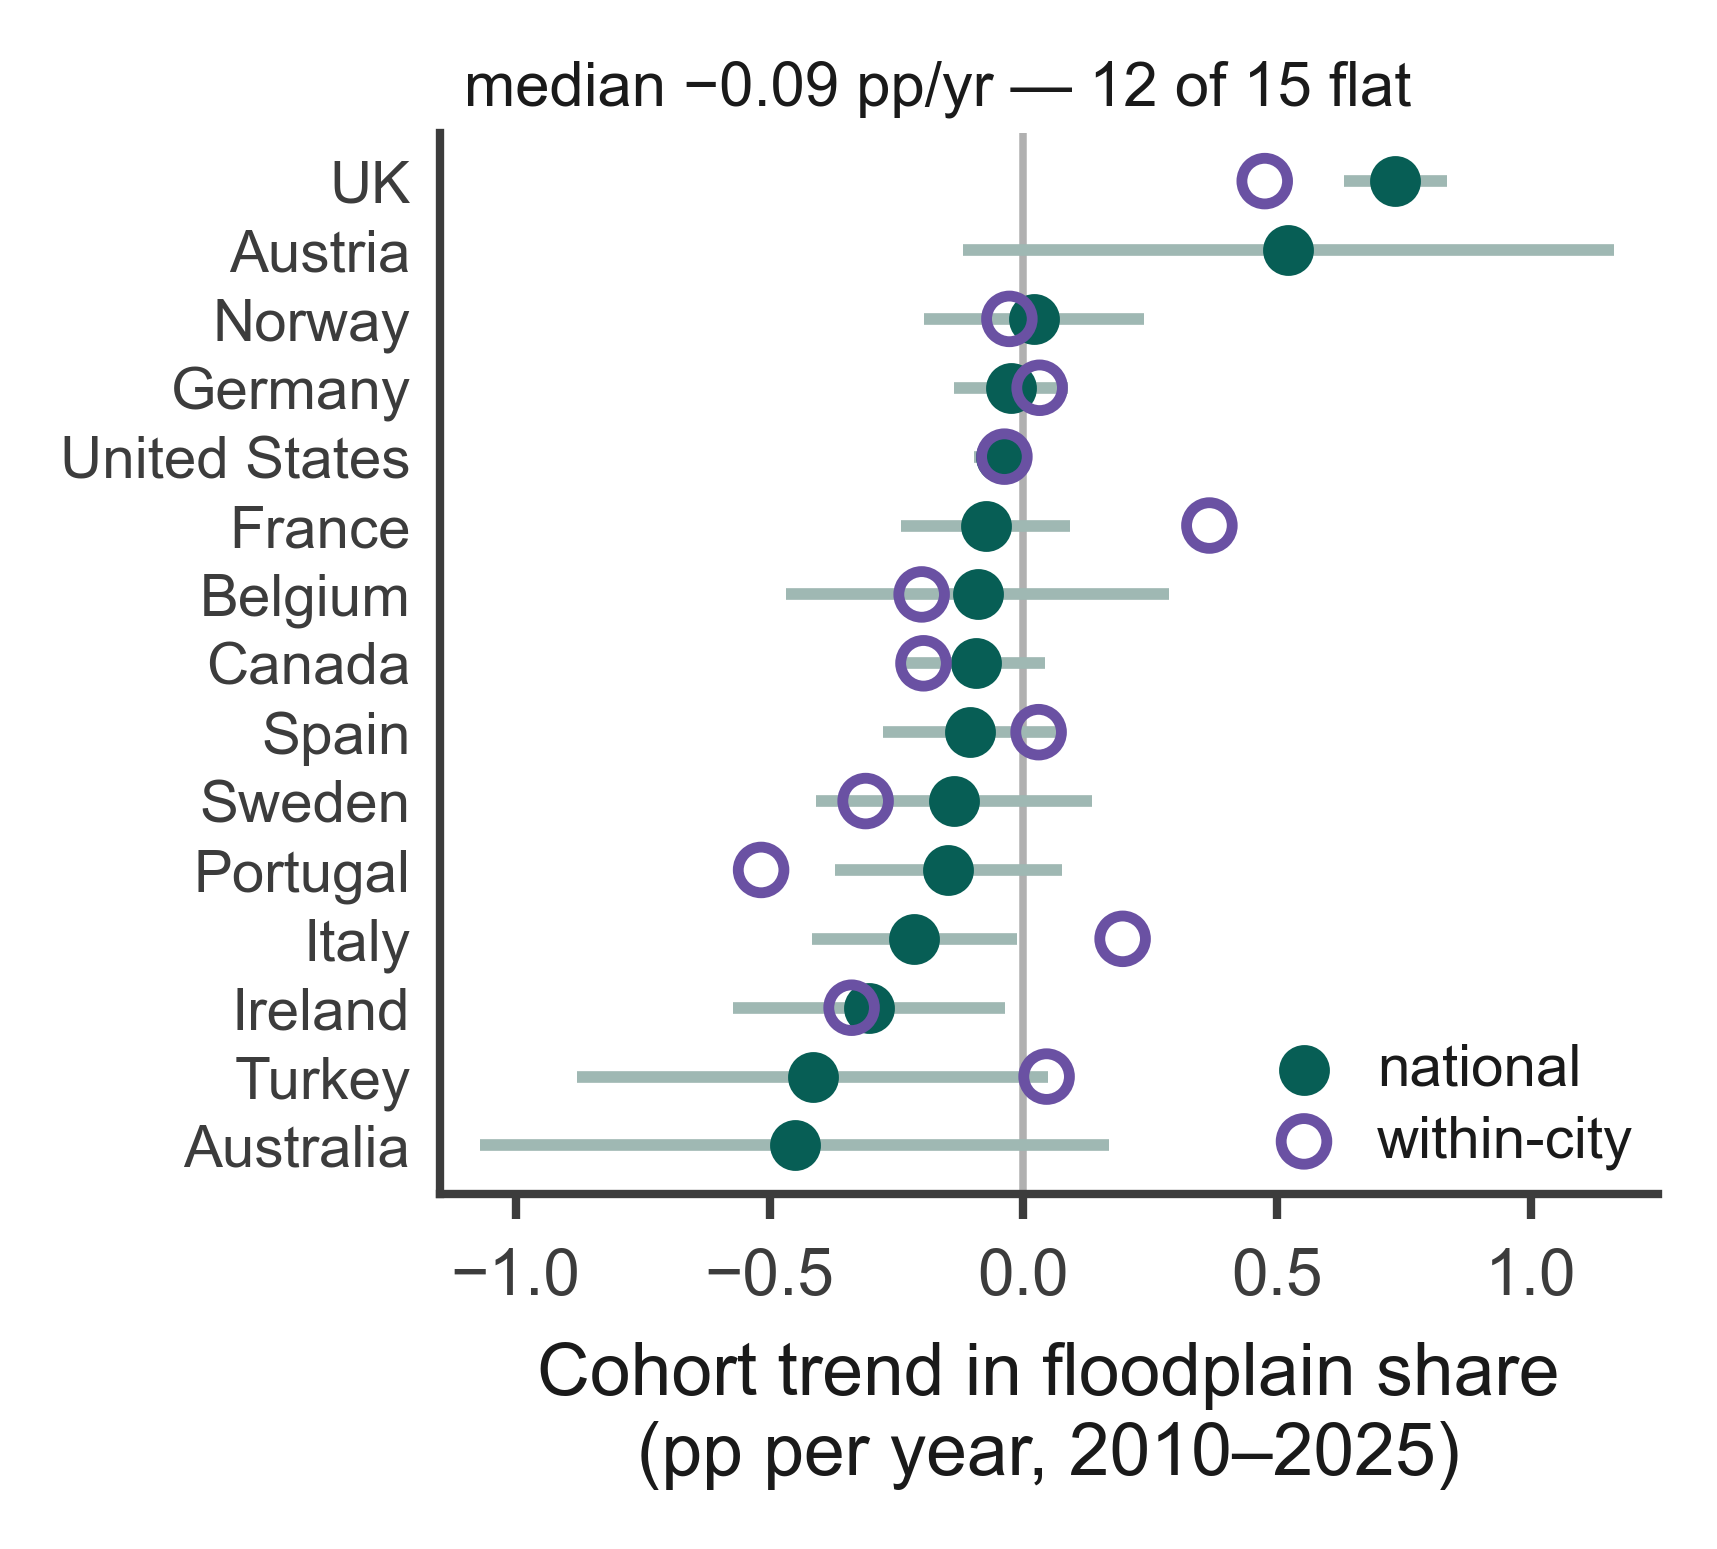 median −0.09 pp/yr — 12 of 15 flat
UK
Austria
Norway
Germany
United States
France
Belgium
Canada
Spain
Sweden
Portugal
Italy
Ireland
Turkey
Australia
national
within-city
−1.0 −0.5 0.0 0.5 1.0
Cohort trend in floodplain share
(pp per year, 2010–2025)